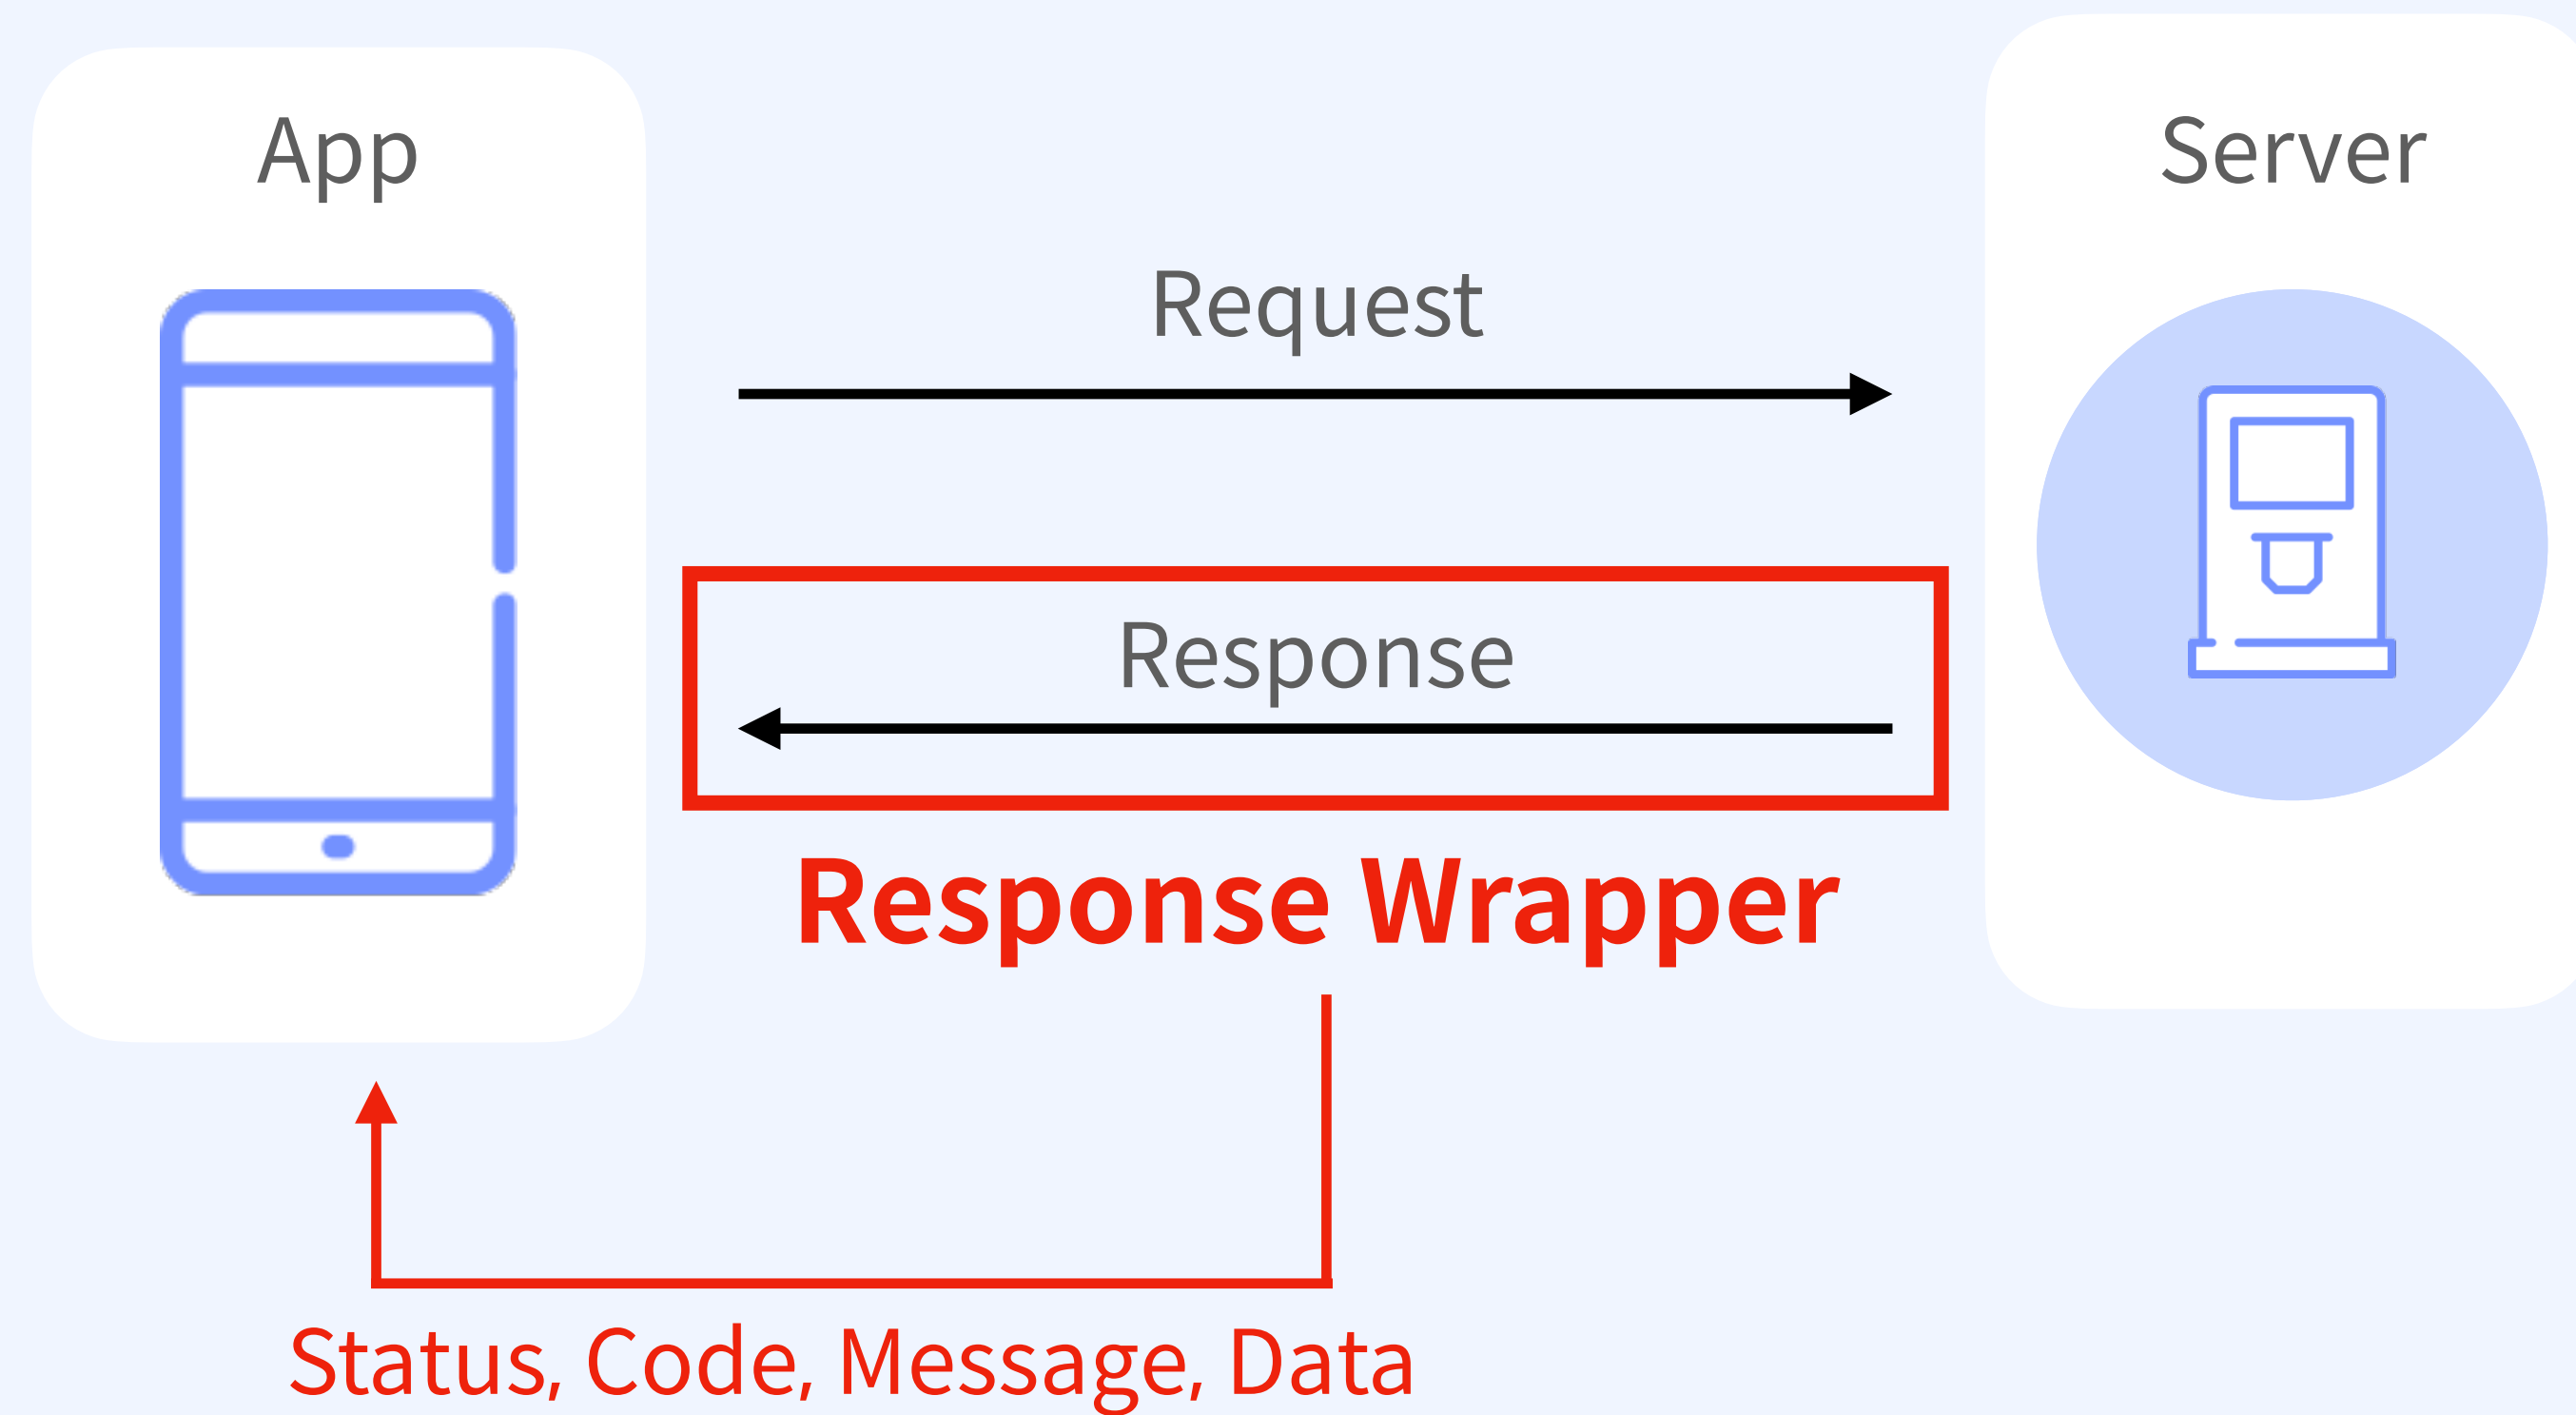 App
Server
Request
Response
Response Wrapper
Status, Code, Message, Data